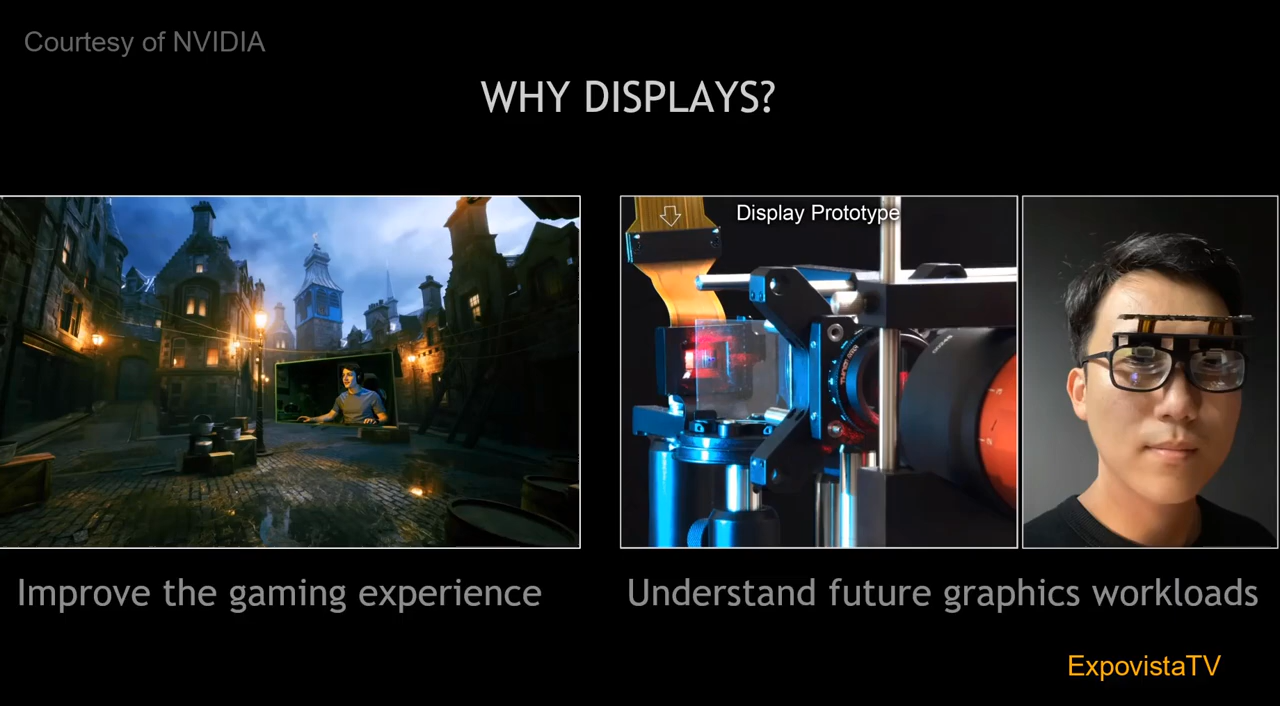 Courtesy of NVIDIA
WHY DISPLAYS?
Display Prototype
Improve the gaming experience
Understand future graphics workloads
ExpovistaTV